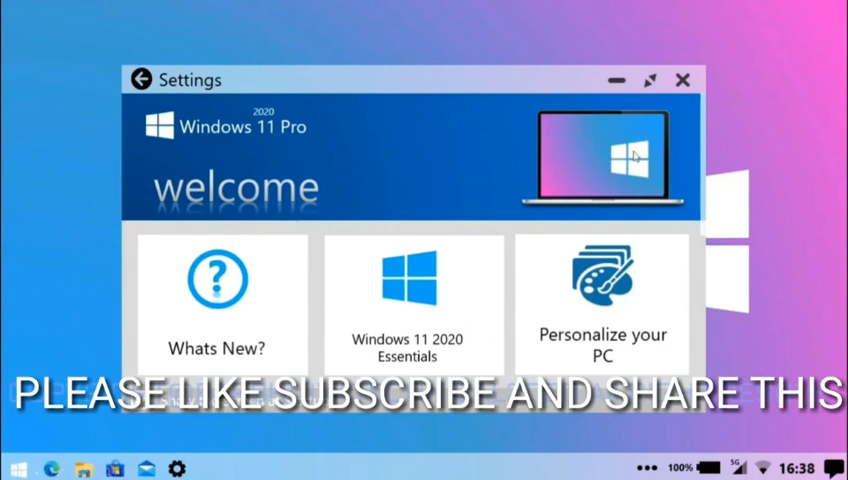 Settings
2020
Windows 11 Pro
welcome
Whats New?
Windows 11 2020
Essentials
Personalize your
PC
PLEASE LIKE SUBSCRIBE AND SHARE THIS
100%
5G
16:38